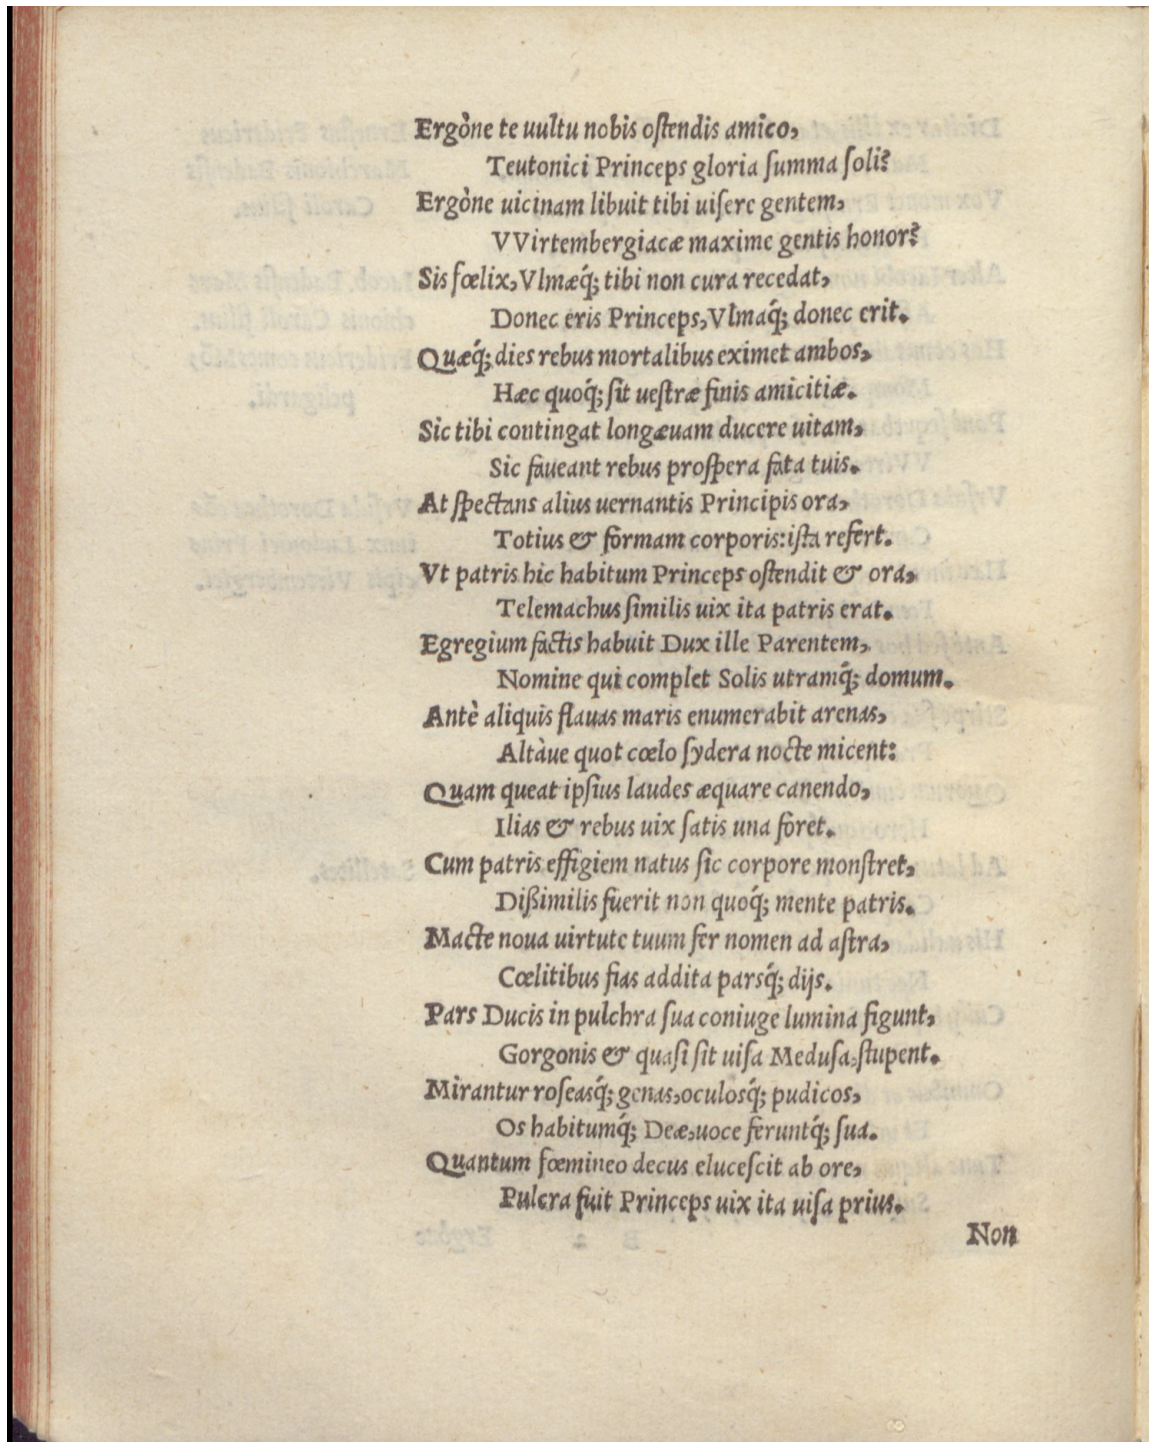 Ergòne te uultu nobis oſtendis amico,
Teutonici Princeps gloria ſumma ſoli?
Ergòne uicinam libuit tibi uiſere gentem,
VVirtembergiacæ maxime gentis honor?
Sis fœlix, Vlmæq́; tibi non cura recedat,
Donec eris Princeps, Vlmaq́; donec erit.
Quæq́; dies rebus mortalibus eximet ambos,
Hæc quoq́; ſit ueſtræ finis amicitiæ.
Sic tibi contingat longæuam ducere uitam,
Sic faueant rebus proſpera fata tuis.
At ſpectans alius uernantis Principis ora,
Totius & formam corporis: iſta refert.
Vt patris hic habitum Princeps oſtendit & ora,
Telemachus ſimilis uix ita patris erat.
Egregium factis habuit Dux ille Parentem,
Nomine qui complet Solis utramq́; domum.
Antè aliquis flauas maris enumerabit arenas,
Altàue quot cœlo ſydera nocte micent:
Quam queat ipſius laudes æquare canendo,
Ilias & rebus uix ſatis una foret.
Cum patris effigiem natus ſic corpore monſtret,
Dißimilis fuerit non quoq́; mente patris.
Macte noua uirtute tuum fer nomen ad aſtra,
Cœlitibus fias addita parsq́; dijs.
Pars Ducis in pulchra ſua coniuge lumina figunt,
Gorgonis & quaſi ſit uiſa Meduſa, ſtupent.
Mirantur roſeasq́; genas, oculosq́; pudicos,
Os habitumq́; Deæ, uoce feruntq́; ſua.
Quantum fœmineo decus eluceſcit ab ore,
Pulcra fuit Princeps uix ita uiſa prius.
Non